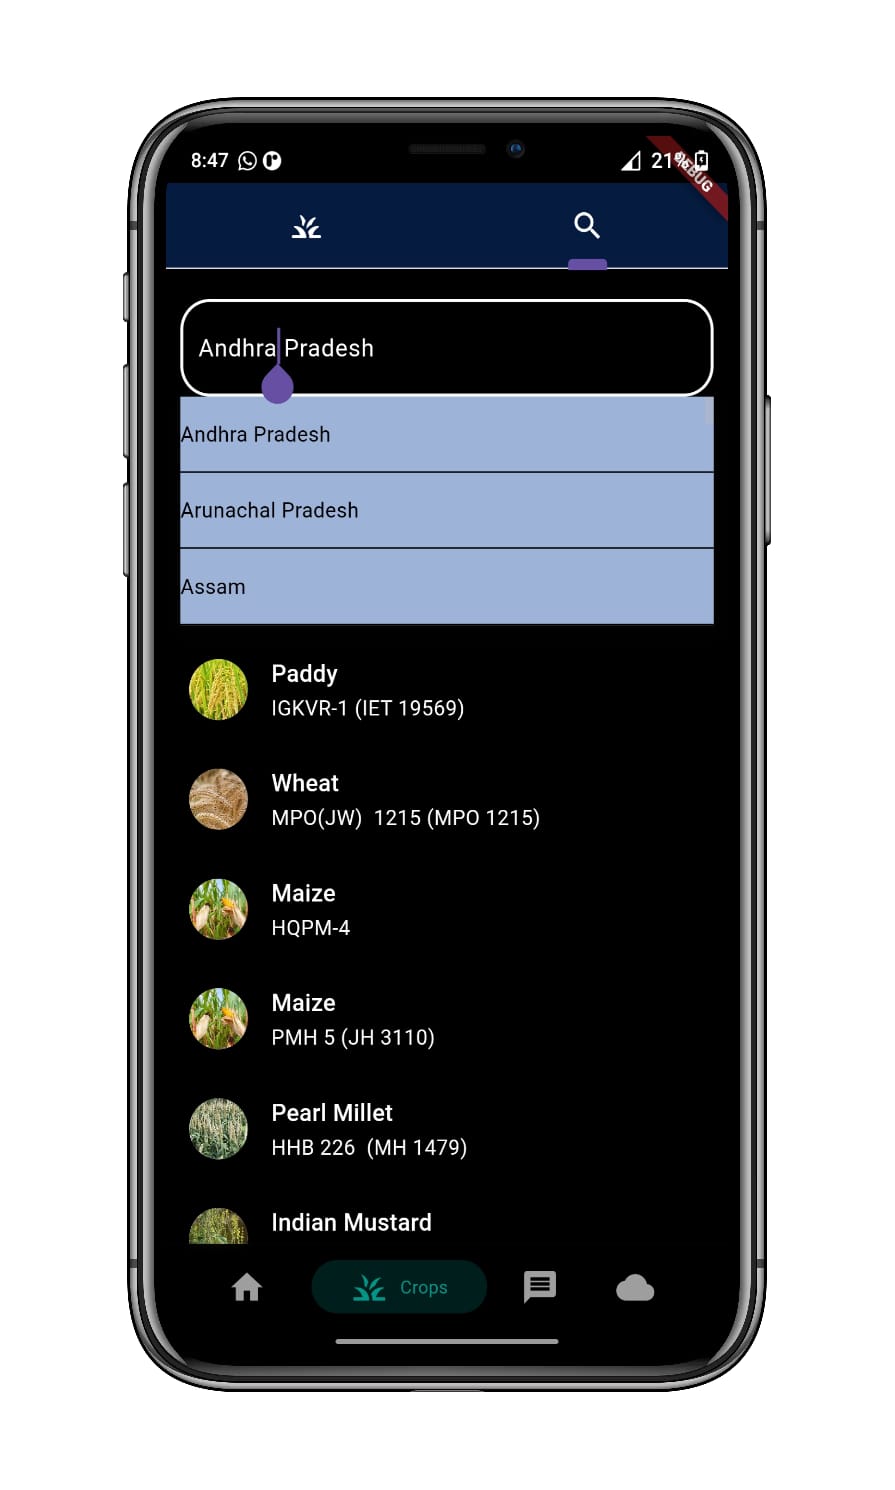 8:47
21%
DEBUG
Andhra Pradesh
Andhra Pradesh
Arunachal Pradesh
Assam
Paddy
IGKVR-1 (IET 19569)
Wheat
MPO(JW)  1215 (MPO 1215)
Maize
HQPM-4
Maize
PMH 5 (JH 3110)
Pearl Millet
HHB 226  (MH 1479)
Indian Mustard
Crops